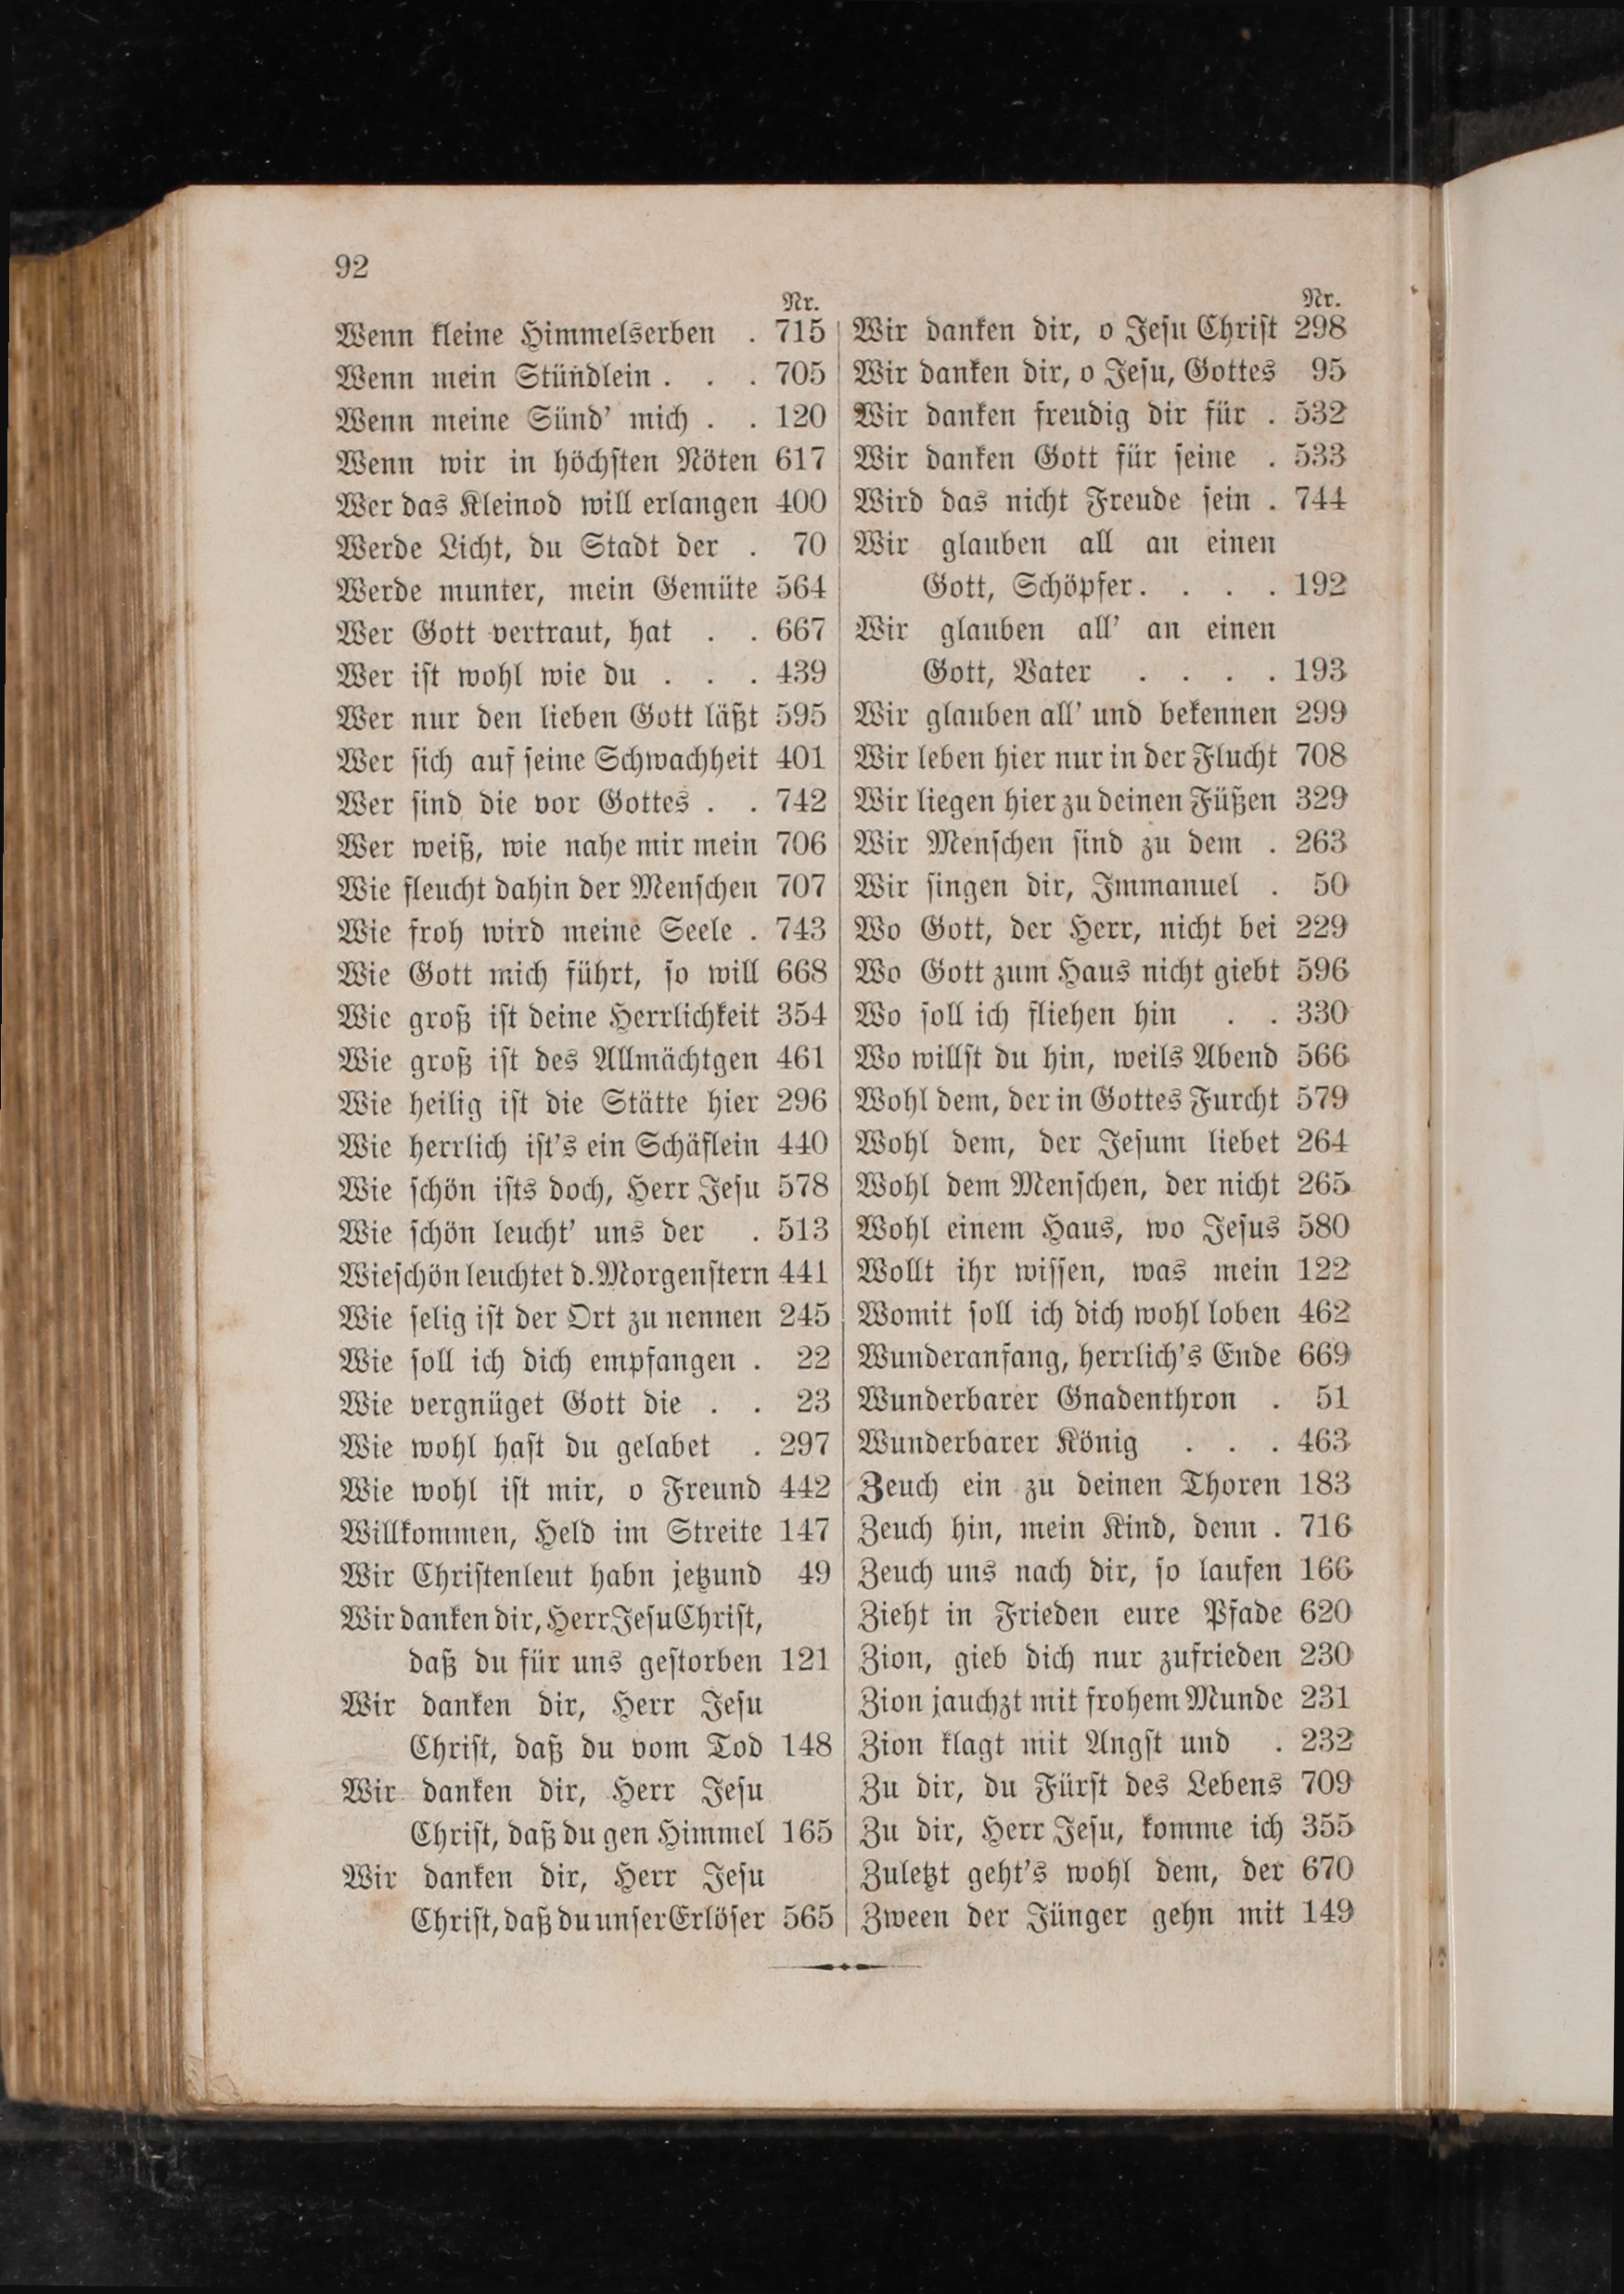 92
Nr.
Wenn kleine Himmelserben . 715
Wenn mein Stündlein . . . 705
Wenn meine Sünd' mich . . 120
Wenn wir in höchsten Nöten 617
Wer das Kleinod will erlangen 400
Werde Licht, du Stadt der . 70
Werde munter, mein Gemüte 564
Wer Gott vertraut, hat . . 667
Wer ist wohl wie du . . . 439
Wer nur den lieben Gott läßt 595
Wer sich auf seine Schwachheit 401
Wer sind die vor Gottes . . 742
Wer weiß, wie nahe mir mein 706
Wie fleucht dahin der Menschen 707
Wie froh wird meine Seele . 743
Wie Gott mich führt, so will 668
Wie groß ist deine Herrlichkeit 354
Wie groß ist des Allmächtgen 461
Wie heilig ist die Stätte hier 296
Wie herrlich ist's ein Schäflein 440
Wie schön ists doch, Herr Jesu 578
Wie schön leucht' uns der . 513
Wie schön leuchtet d. Morgenstern 441
Wie selig ist der Ort zu nennen 245
Wie soll ich dich empfangen . 22
Wie vergnüget Gott die . . 23
Wie wohl hast du gelabet . 297
Wie wohl ist mir, o Freund 442
Willkommen, Held im Streite 147
Wir Christenleut habn jetzund 49
Wir danken dir, Herr Jesu Christ,
daß du für uns gestorben 121
Wir danken dir, Herr Jesu
Christ, daß du vom Tod 148
Wir danken dir, Herr Jesu
Christ, daß du gen Himmel 165
Wir danken dir, Herr Jesu
Christ, daß du unser Erlöser 565
Nr.
Wir danken dir, o Jesu Christ 298
Wir danken dir, o Jesu, Gottes 95
Wir danken freudig dir für . 532
Wir danken Gott für seine . 533
Wird das nicht Freude sein . 744
Wir glauben all an einen
Gott, Schöpfer . . . . 192
Wir glauben all' an einen
Gott, Vater . . . . 193
Wir glauben all' und bekennen 299
Wir leben hier nur in der Flucht 708
Wir liegen hier zu deinen Füßen 329
Wir Menschen sind zu dem . 263
Wir singen dir, Immanuel . 50
Wo Gott, der Herr, nicht bei 229
Wo Gott zum Haus nicht giebt 596
Wo soll ich fliehen hin . . 330
Wo willst du hin, weils Abend 566
Wohl dem, der in Gottes Furcht 579
Wohl dem, der Jesum liebet 264
Wohl dem Menschen, der nicht 265
Wohl einem Haus, wo Jesus 580
Wollt ihr wissen, was mein 122
Womit soll ich dich wohl loben 462
Wunderanfang, herrlich's Ende 669
Wunderbarer Gnadenthron . 51
Wunderbarer König . . . 463
Zeuch ein zu deinen Thoren 183
Zeuch hin, mein Kind, denn . 716
Zeuch uns nach dir, so laufen 166
Zieht in Frieden eure Pfade 620
Zion, gieb dich nur zufrieden 230
Zion jauchzt mit frohem Munde 231
Zion klagt mit Angst und . 232
Zu dir, du Fürst des Lebens 709
Zu dir, Herr Jesu, komme ich 355
Zuletzt geht's wohl dem, der 670
Zween der Jünger gehn mit 149